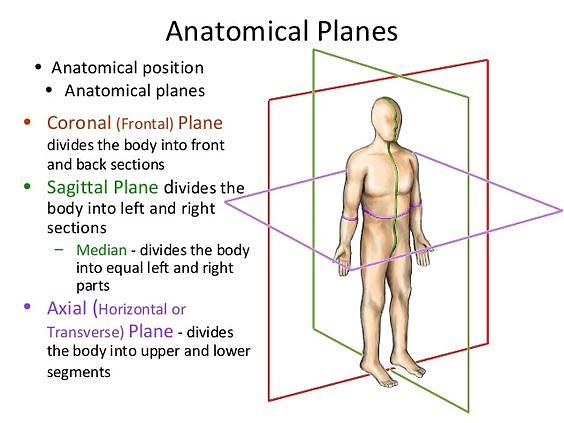 Anatomical Planes
• Anatomical position
• Anatomical planes
• Coronal (Frontal) Plane
divides the body into front
and back sections
• Sagittal Plane divides the
body into left and right
sections
– Median - divides the body
into equal left and right
parts
• Axial (Horizontal or
Transverse) Plane - divides
the body into upper and lower
segments